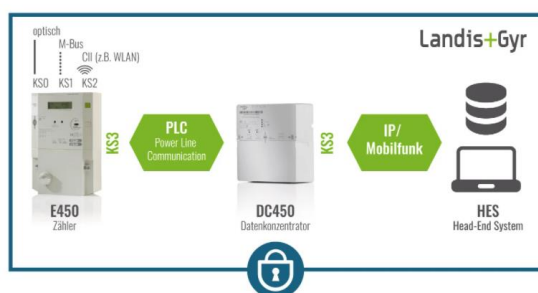 optisch
M-Bus
CII (z.B. WLAN)
KS0 KS1 KS2
Landis+Gyr
KS3
PLC
Power Line
Communication
KS3
IP/
Mobilfunk
E450
Zähler
DC450
Datenkonzentrator
HES
Head-End System